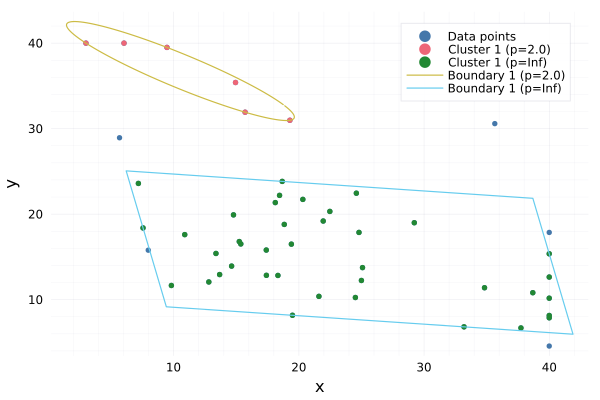 Data points
Cluster 1 (p=2.0)
Cluster 1 (p=Inf)
Boundary 1 (p=2.0)
Boundary 1 (p=Inf)
40
30
20
10
y
10
20
30
40
x